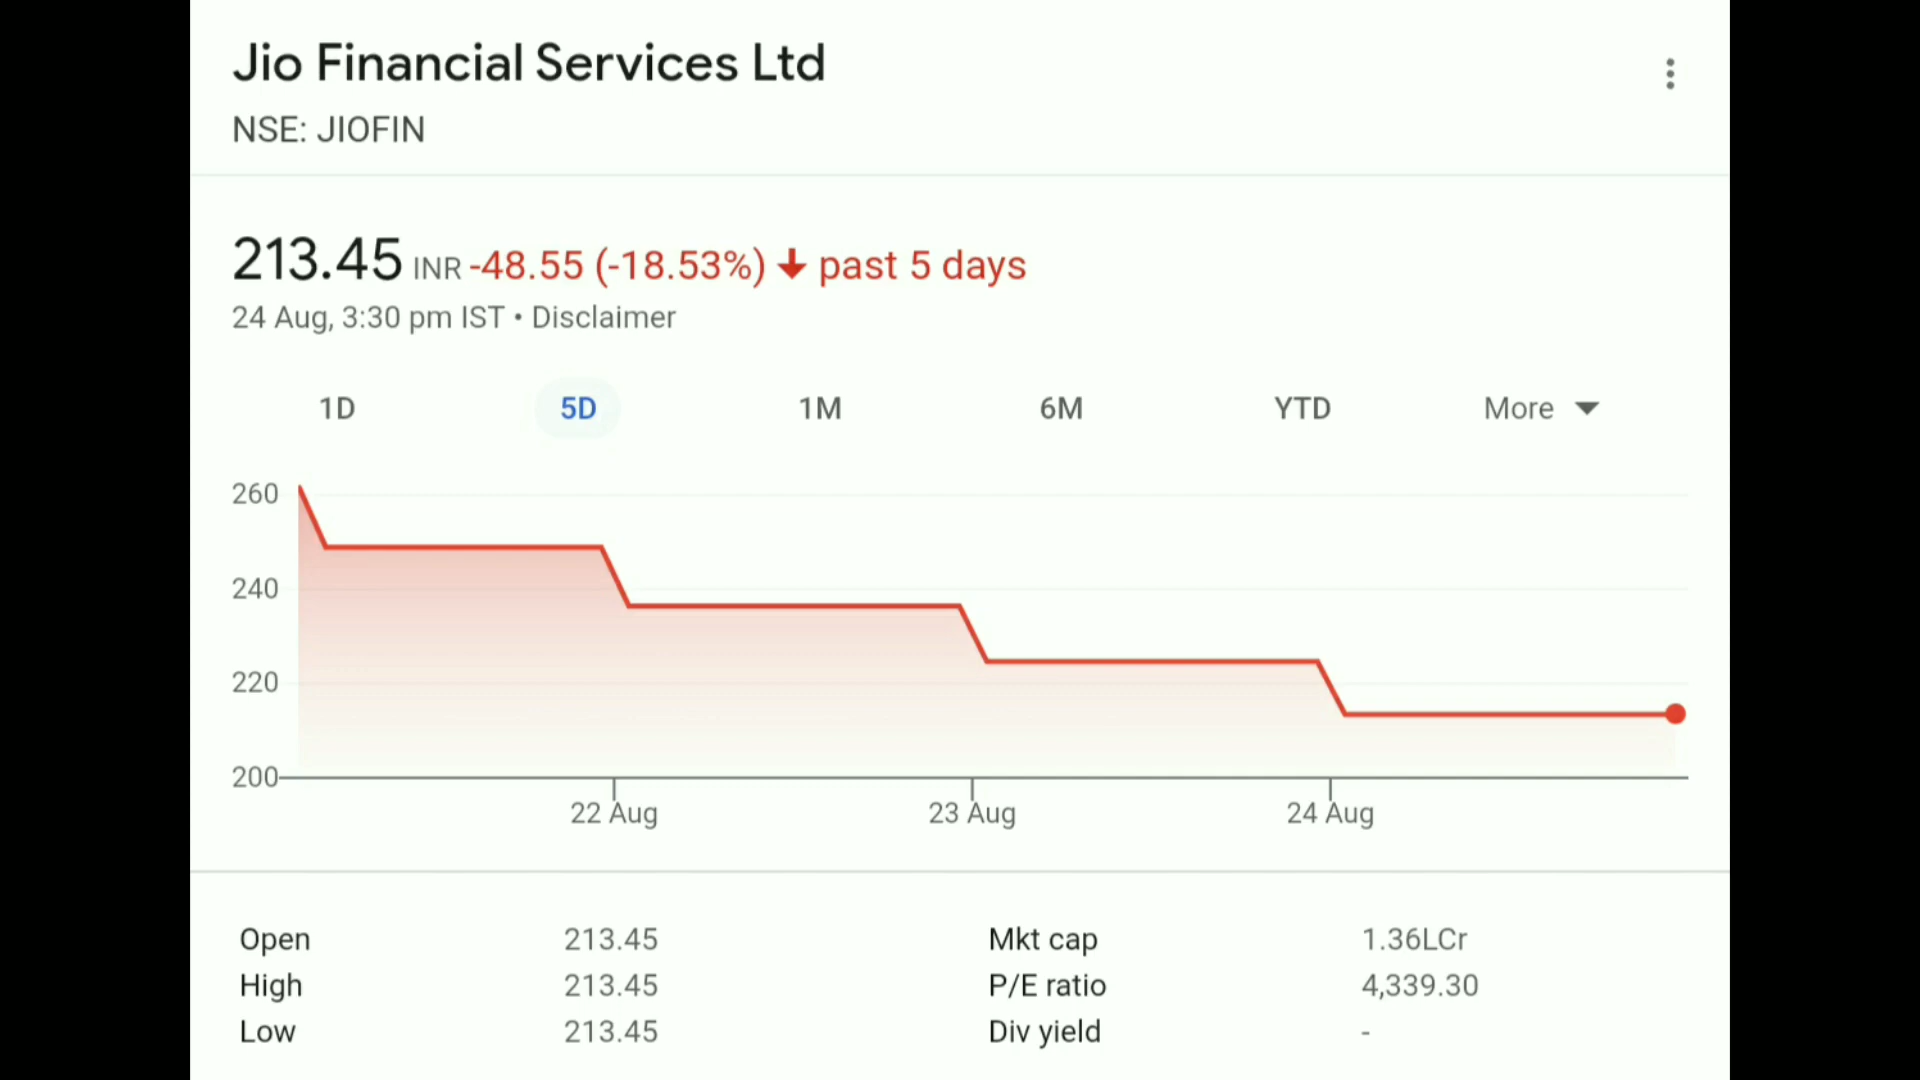 Jio Financial Services Ltd
NSE: JIOFIN
213.45 INR -48.55 (-18.53%) ↓ past 5 days
24 Aug, 3:30 pm IST • Disclaimer
1D 5D 1M 6M YTD More
260
240
220
200
22 Aug 23 Aug 24 Aug
Open 213.45 Mkt cap 1.36LCr
High 213.45 P/E ratio 4,339.30
Low 213.45 Div yield -